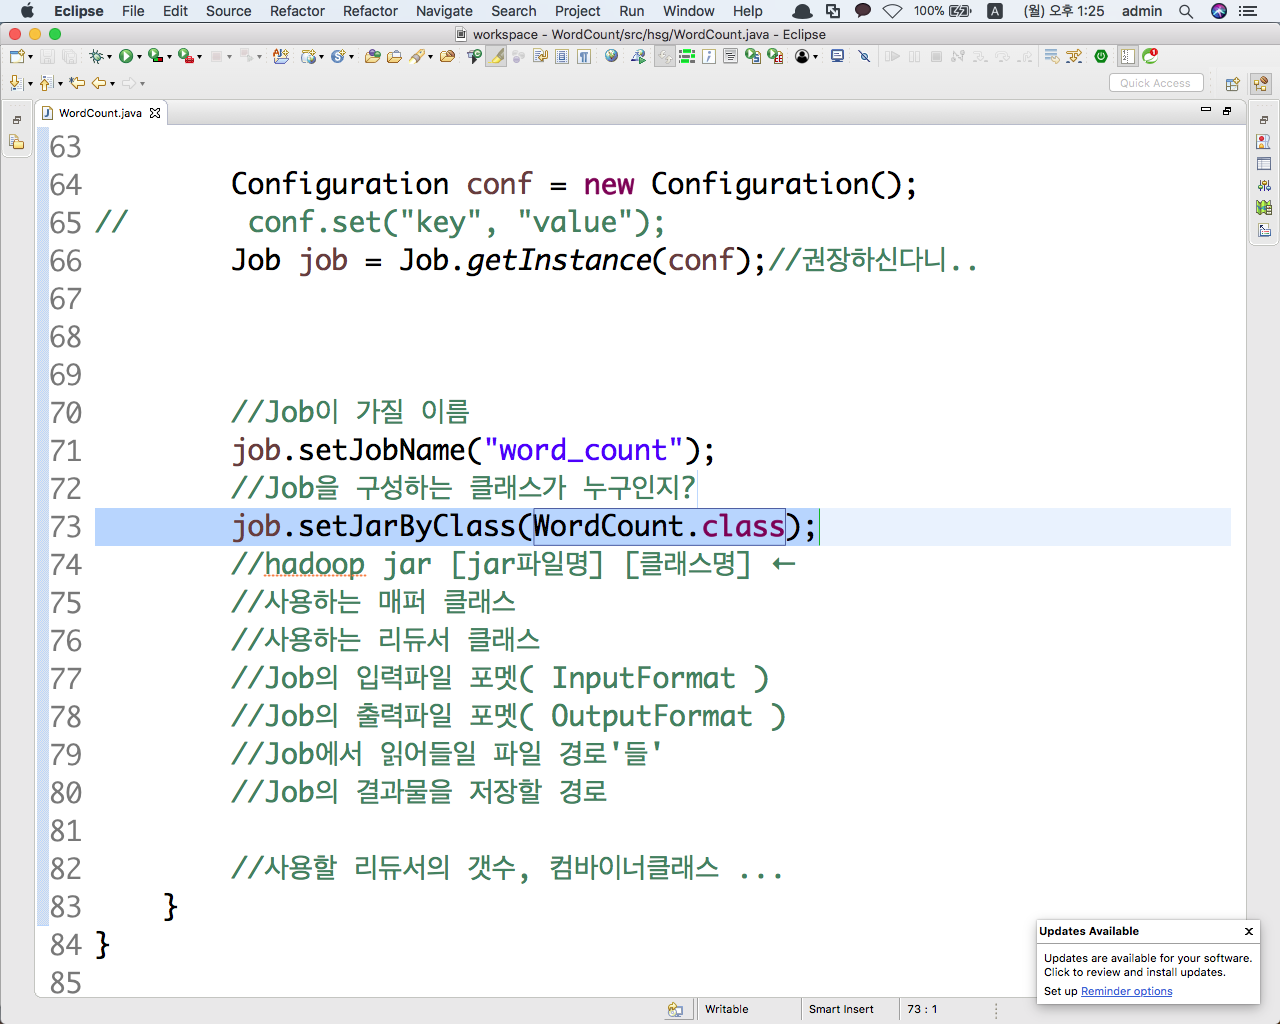 Eclipse File Edit Source Refactor Refactor Navigate Search Project Run Window Help 100% A (월) 오후 1:25 admin
workspace - WordCount/src/hsg/WordCount.java - Eclipse
Quick Access
WordCount.java
63
64 Configuration conf = new Configuration();
65 // conf.set("key", "value");
66 Job job = Job.getInstance(conf);//권장하신다니..
67
68
69
70 //Job이 가질 이름
71 job.setJobName("word_count");
72 //Job을 구성하는 클래스가 누구인지?
73 job.setJarByClass(WordCount.class);
74 //hadoop jar [jar파일명] [클래스명] ←
75 //사용하는 매퍼 클래스
76 //사용하는 리듀서 클래스
77 //Job의 입력파일 포멧( InputFormat )
78 //Job의 출력파일 포멧( OutputFormat )
79 //Job에서 읽어들일 파일 경로'들'
80 //Job의 결과물을 저장할 경로
81
82 //사용할 리듀서의 갯수, 컴바이너클래스 ...
83 }
84 }
85
Updates Available
Updates are available for your software.
Click to review and install updates.
Set up Reminder options
Writable Smart Insert 73 : 1